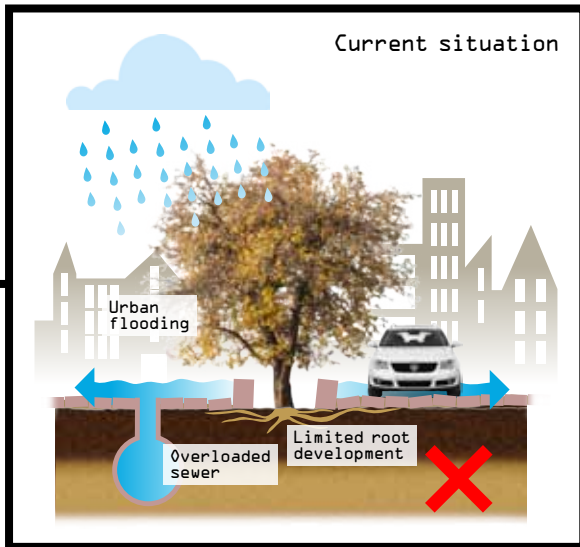 Current situation
Urban
flooding
Limited root
development
Overloaded
sewer